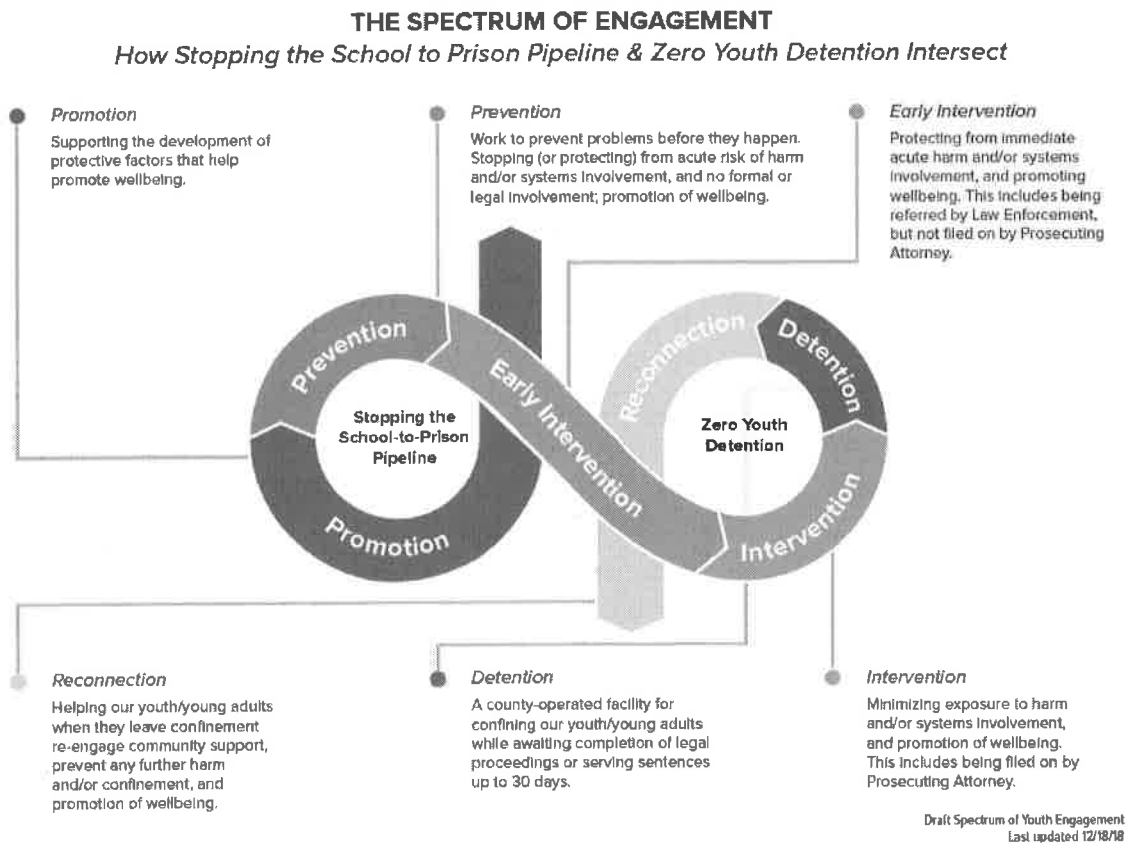 THE SPECTRUM OF ENGAGEMENT
How Stopping the School to Prison Pipeline & Zero Youth Detention Intersect
Promotion
Supporting the development of
protective factors that help
promote wellbeing.
Prevention
Work to prevent problems before they happen.
Stopping (or protecting) from acute risk of harm
and/or systems involvement, and no formal or
legal involvement; promotion of wellbeing.
Early Intervention
Protecting from immediate
acute harm and/or systems
involvement, and promoting
wellbeing. This includes being
referred by Law Enforcement,
but not filed on by Prosecuting
Attorney.
Prevention
Early Intervention
Reconnection
Detention
Stopping the
School-to-Prison
Pipeline
Zero Youth
Detention
Promotion
Intervention
Reconnection
Helping our youth/young adults
when they leave confinement
re-engage community support,
prevent any further harm
and/or confinement, and
promotion of wellbeing.
Detention
A county-operated facility for
confining our youth/young adults
while awaiting completion of legal
proceedings or serving sentences
up to 30 days.
Intervention
Minimizing exposure to harm
and/or systems involvement,
and promotion of wellbeing.
This includes being filed on by
Prosecuting Attorney.
Draft Spectrum of Youth Engagement
Last updated 12/18/18